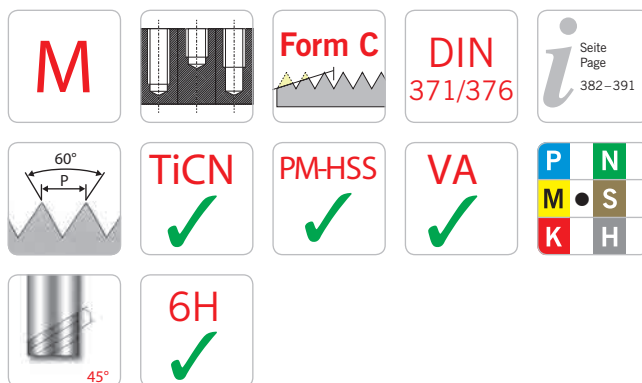 M
Form C
DIN
371/376
i
Seite
Page
382–391
60°
P
TiCN
PM-HSS
VA
P N
M ● S
K H
45°
6H